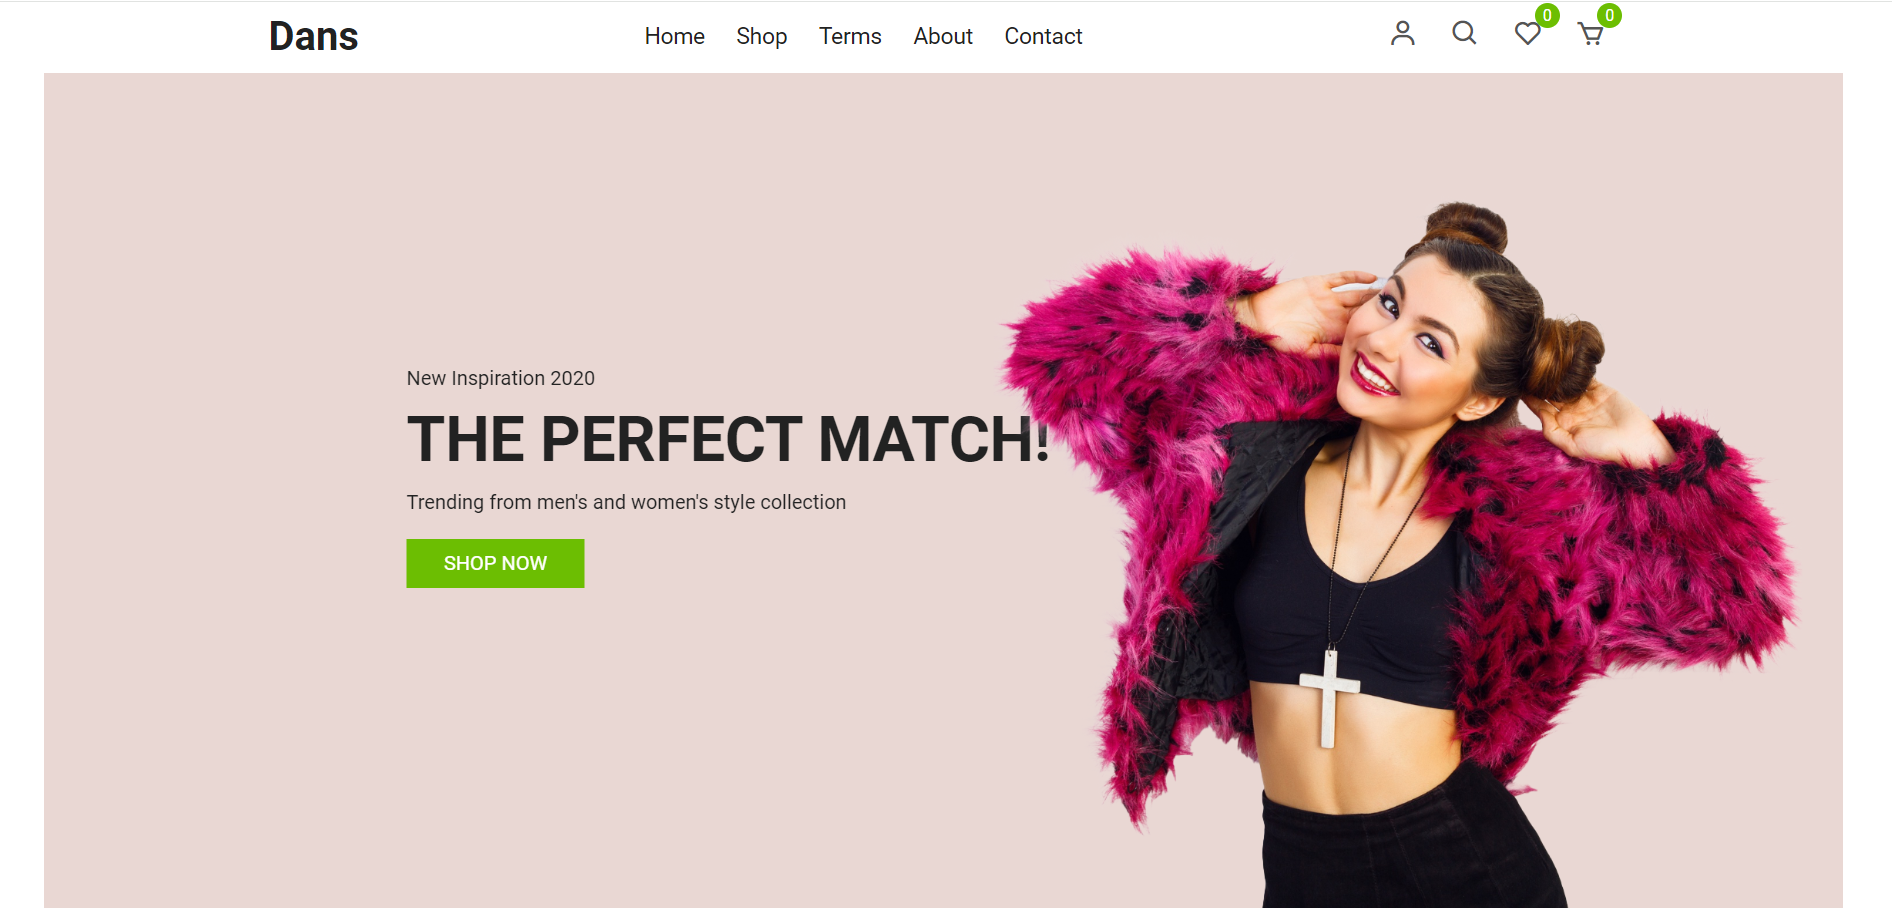 Dans
Home Shop Terms About Contact
0 0
New Inspiration 2020
THE PERFECT MATCH!
Trending from men's and women's style collection
SHOP NOW